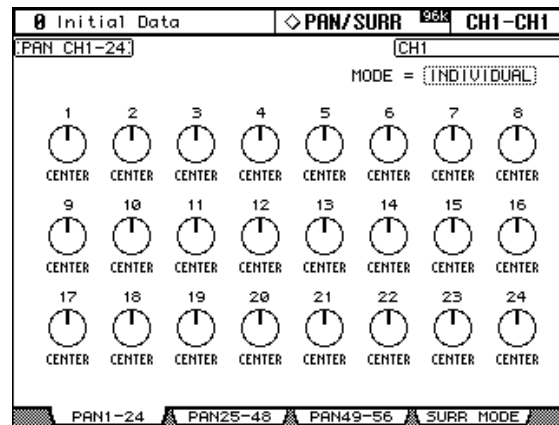 0 Initial Data ◇PAN/SURR 96K CH1-CH1
PAN CH1-24 CH1
MODE = INDIVIDUAL
1 2 3 4 5 6 7 8
CENTER CENTER CENTER CENTER CENTER CENTER CENTER CENTER
9 10 11 12 13 14 15 16
CENTER CENTER CENTER CENTER CENTER CENTER CENTER CENTER
17 18 19 20 21 22 23 24
CENTER CENTER CENTER CENTER CENTER CENTER CENTER CENTER
PAN1-24 PAN25-48 PAN49-56 SURR MODE